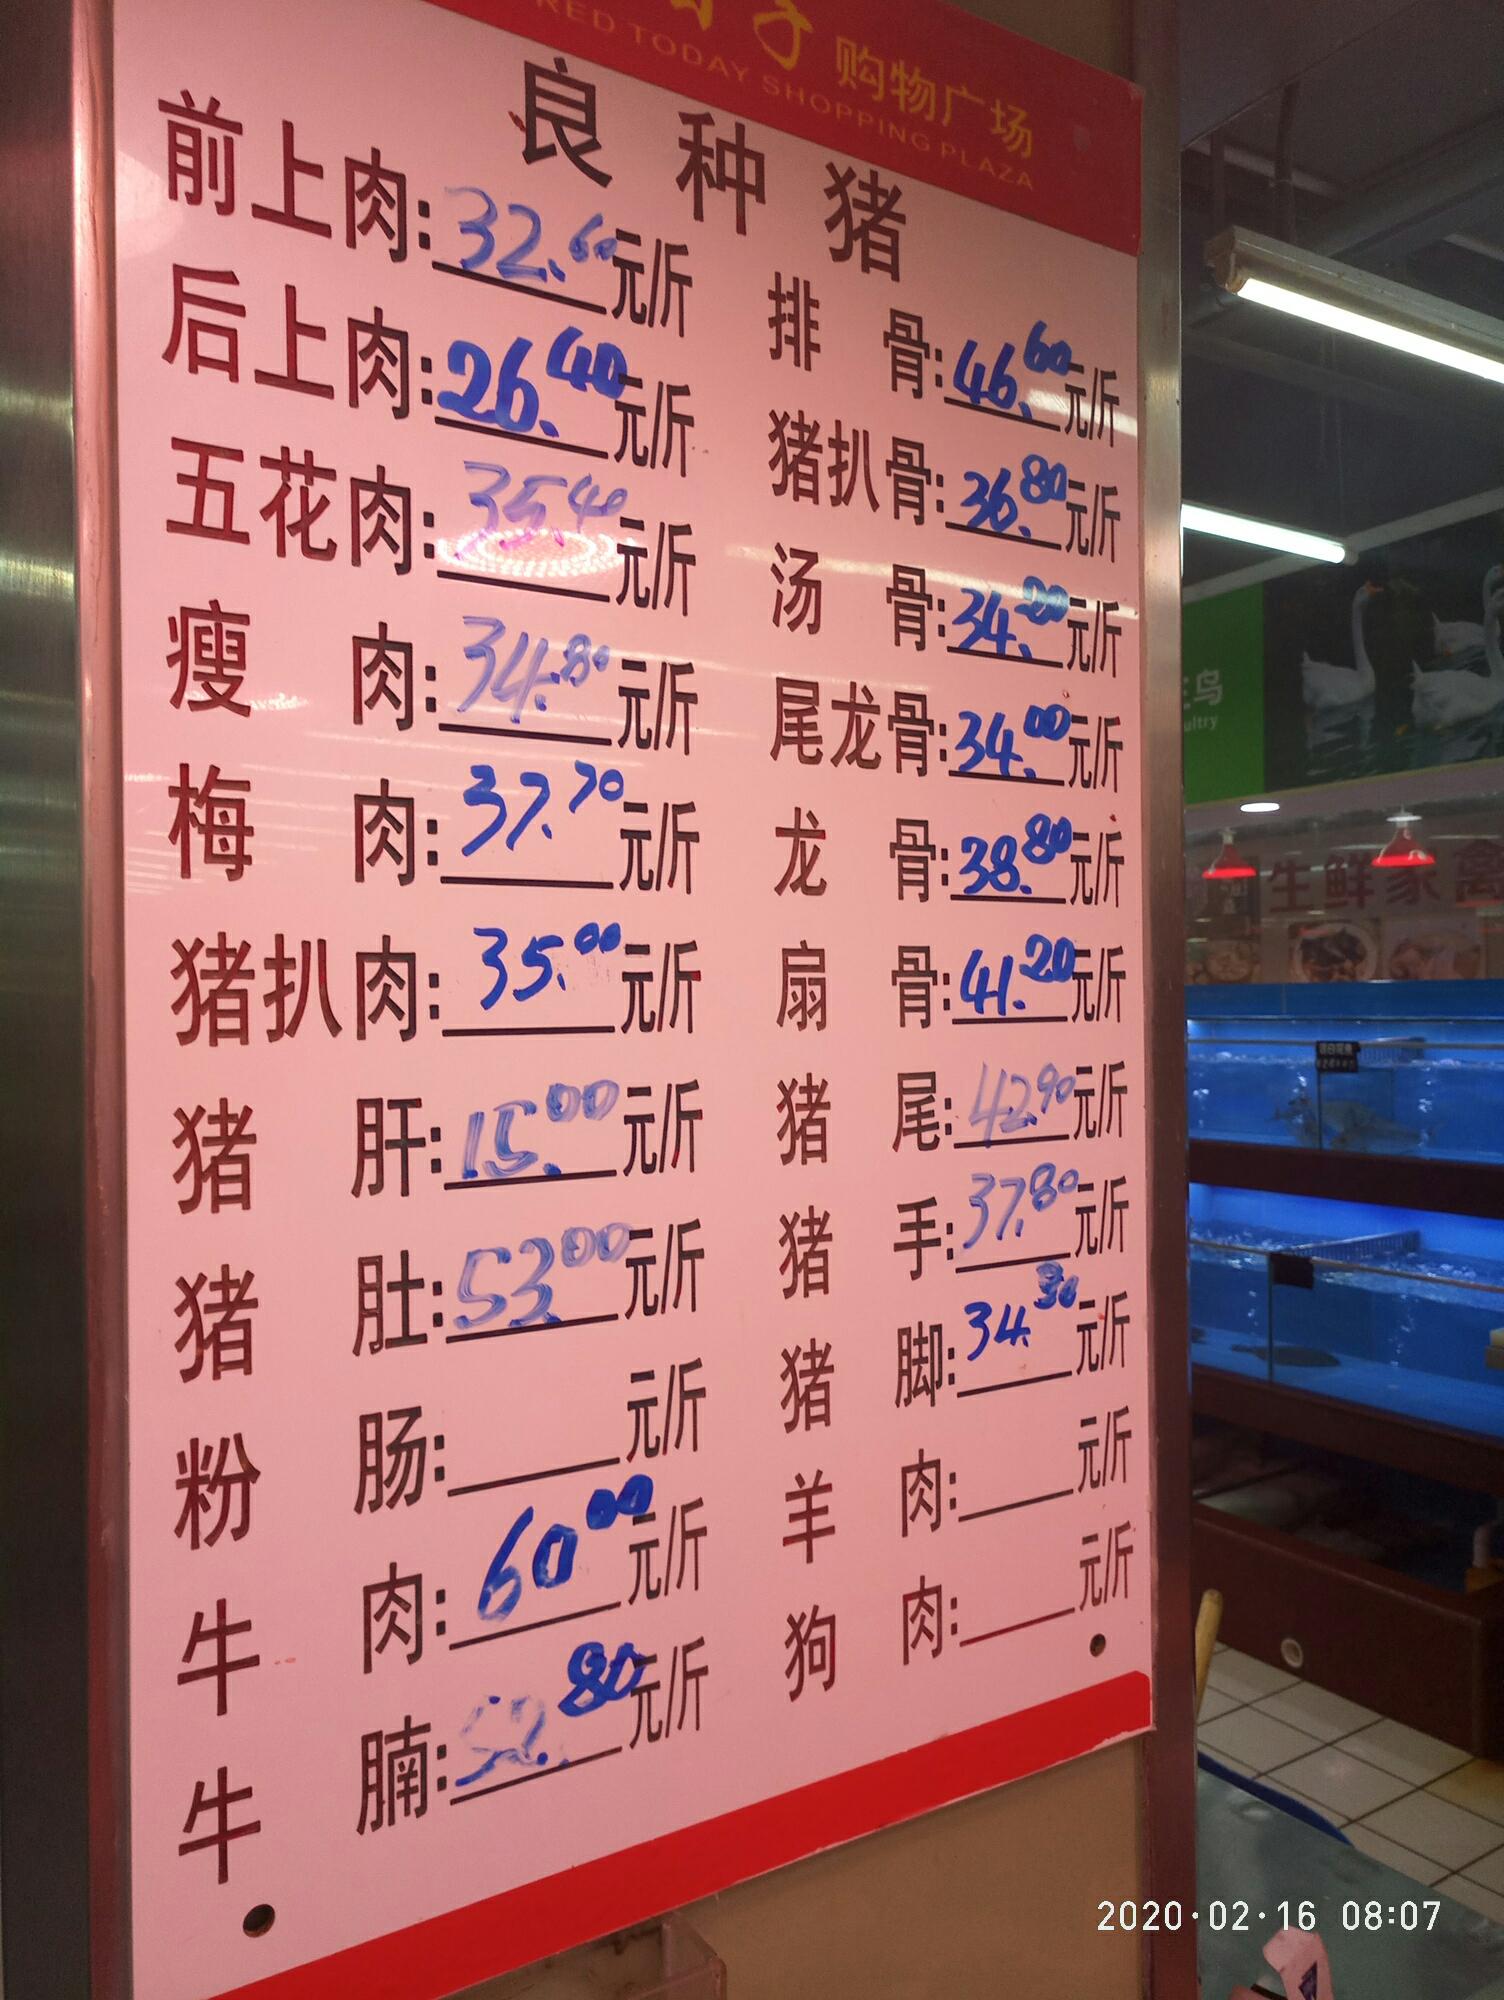 购物广场
RED TODAY SHOPPING PLAZA
良种猪
前上肉:32.60元/斤
后上肉:26.40元/斤
五花肉:35.40元/斤
瘦肉:34.80元/斤
梅肉:37.70元/斤
猪扒肉:35.00元/斤
猪肝:15.00元/斤
猪肚:53.00元/斤
粉肠:元/斤
牛肉:60.00元/斤
牛腩:80元/斤
排骨:46.60元/斤
猪扒骨:36.80元/斤
汤骨:34.20元/斤
尾龙骨:34.00元/斤
龙骨:38.80元/斤
扇骨:41.20元/斤
猪尾:42.90元/斤
猪手:37.80元/斤
猪脚:34.元/斤
羊肉:元/斤
狗肉:元/斤
鸟
ultry
生鲜家禽
2020·02·16 08:07